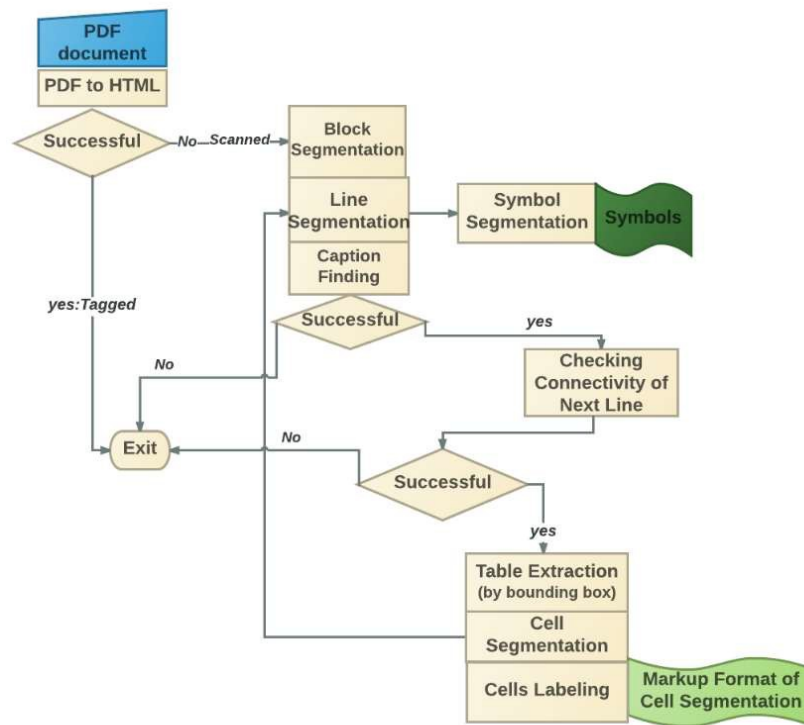 PDF
document
PDF to HTML
Successful
No
Scanned
Block
Segmentation
Line
Segmentation
Symbol
Segmentation
Symbols
Caption
Finding
yes:Tagged
Successful
yes
No
Checking
Connectivity of
Next Line
Exit
No
Successful
yes
Table Extraction
(by bounding box)
Cell
Segmentation
Cells Labeling
Markup Format of
Cell Segmentation